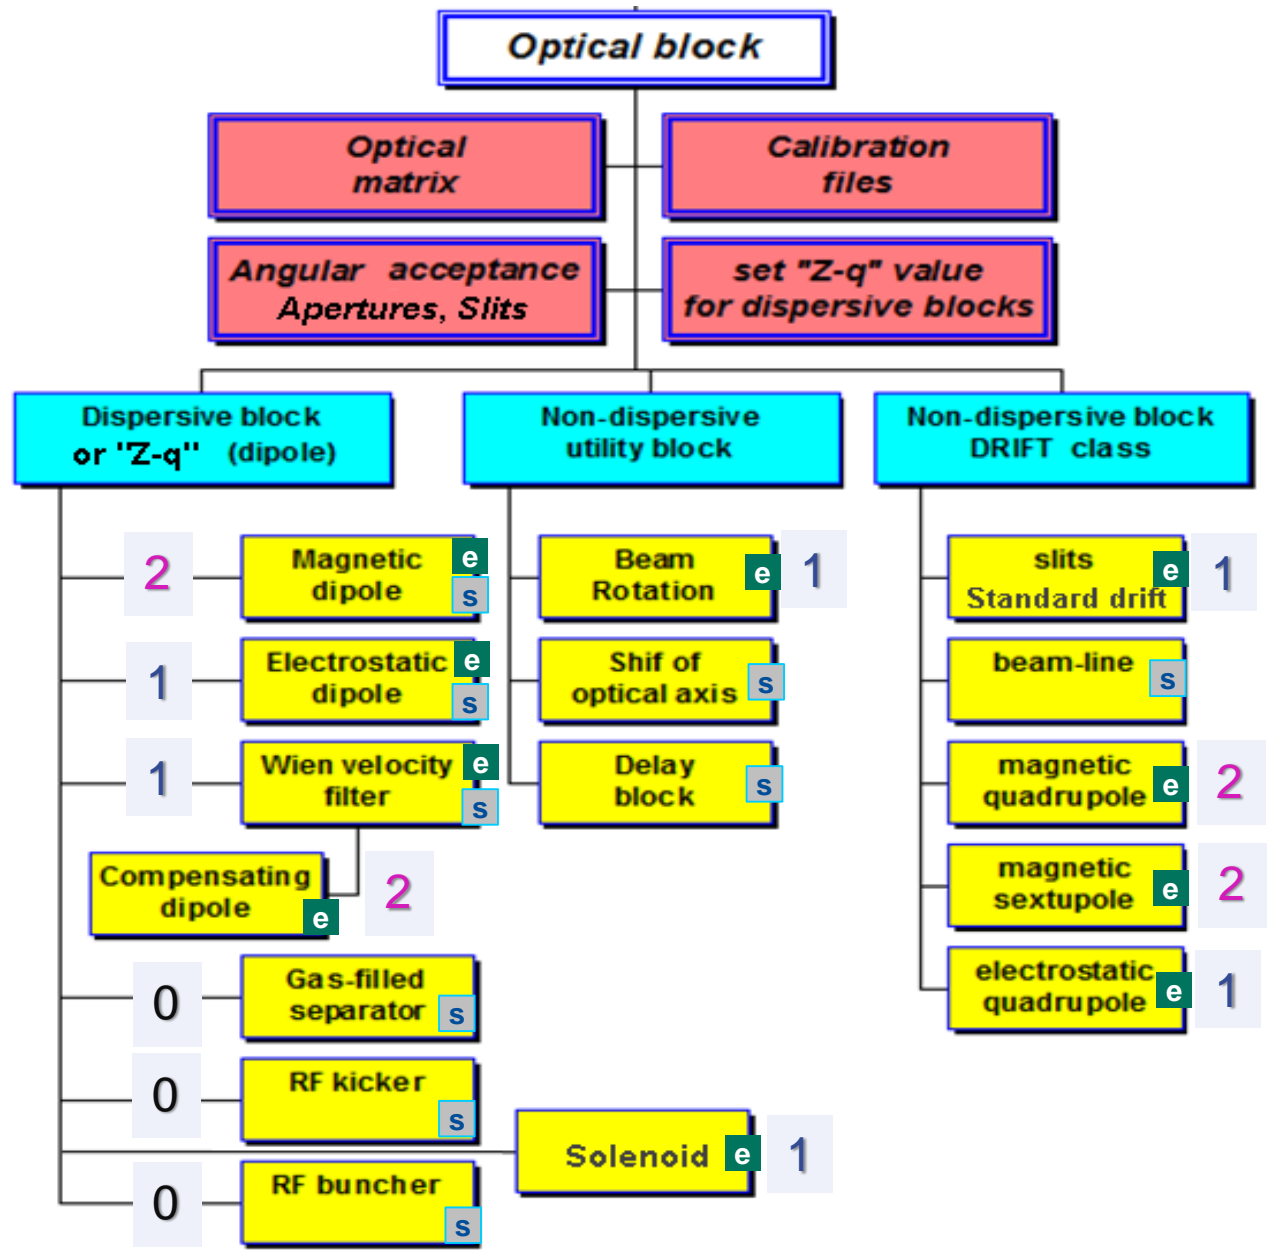 Optical block
Optical
matrix
Calibration
files
Angular acceptance
Apertures, Slits
set "Z-q" value
for dispersive blocks
Dispersive block
or "Z-q" (dipole)
Non-dispersive
utility block
Non-dispersive block
DRIFT class
2
Magnetic
dipole
e
s
1
Electrostatic
dipole
e
s
1
Wien velocity
filter
e
s
Compensating
dipole
e
2
0
Gas-filled
separator
s
0
RF kicker
s
Solenoid
e
1
0
RF buncher
s
Beam
Rotation
e
1
Shif of
optical axis
s
Delay
block
s
slits
Standard drift
e
1
beam-line
s
magnetic
quadrupole
e
2
magnetic
sextupole
e
2
electrostatic
quadrupole
e
1